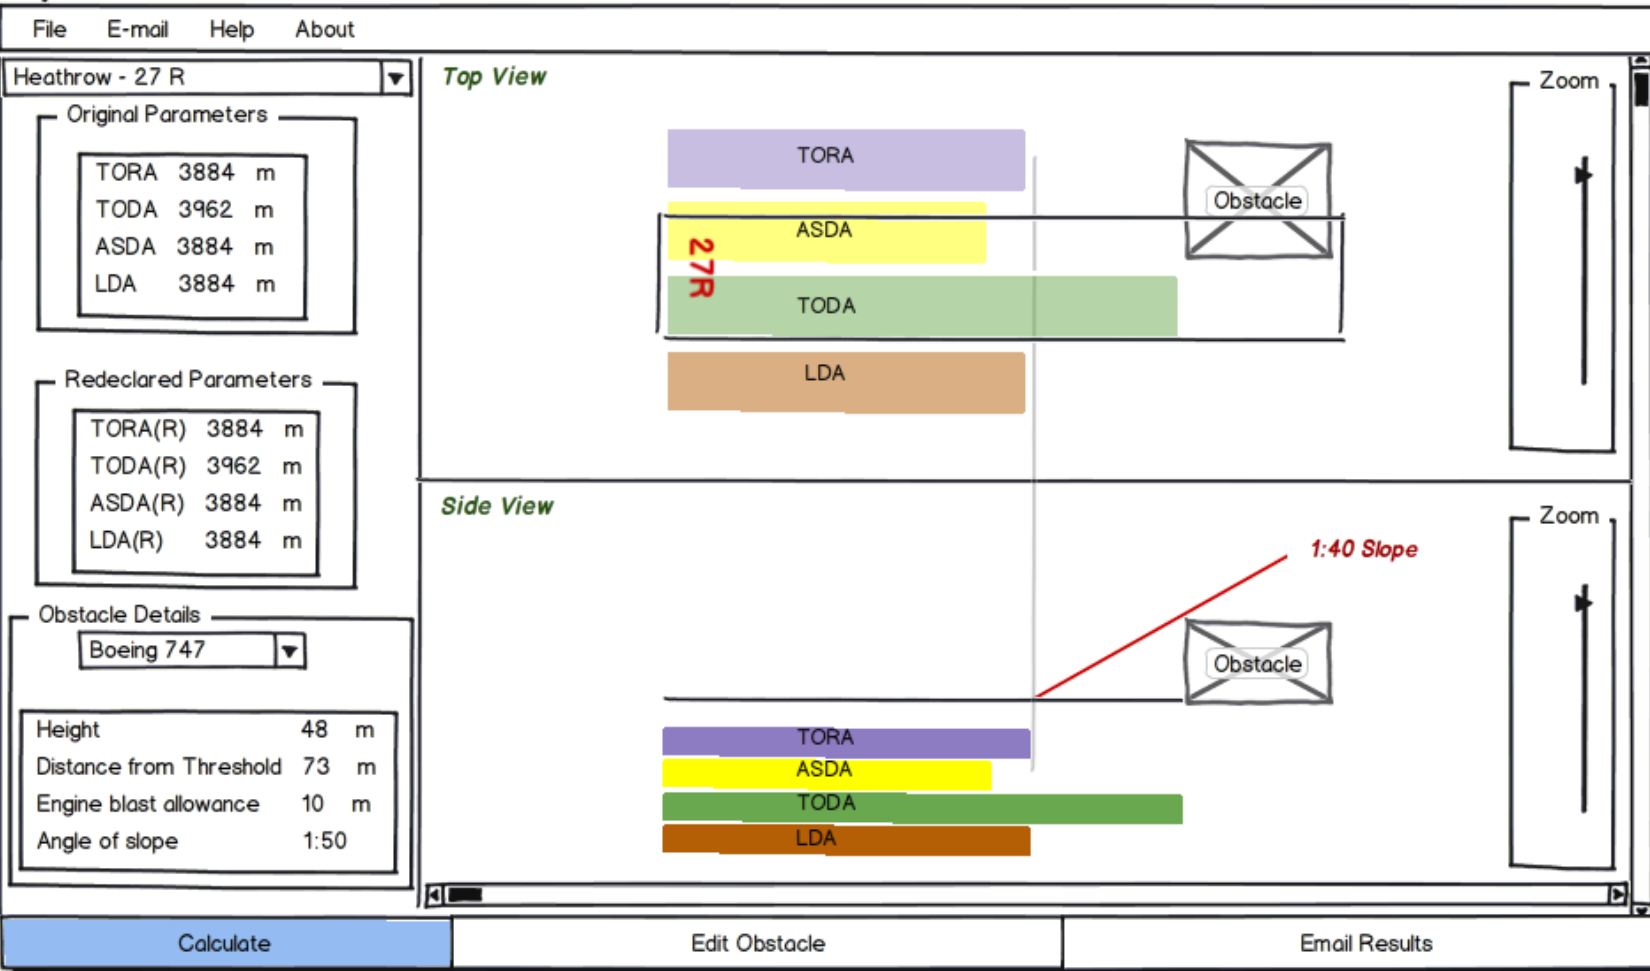 File E-mail Help About
Heathrow - 27 R
Original Parameters
TORA 3884 m
TODA 3962 m
ASDA 3884 m
LDA 3884 m
Redeclared Parameters
TORA(R) 3884 m
TODA(R) 3962 m
ASDA(R) 3884 m
LDA(R) 3884 m
Obstacle Details
Boeing 747
Height 48 m
Distance from Threshold 73 m
Engine blast allowance 10 m
Angle of slope 1:50
Top View
Zoom
TORA
Obstacle
ASDA
27R
TODA
LDA
Side View
Zoom
1:40 Slope
Obstacle
TORA
ASDA
TODA
LDA
Calculate Edit Obstacle Email Results